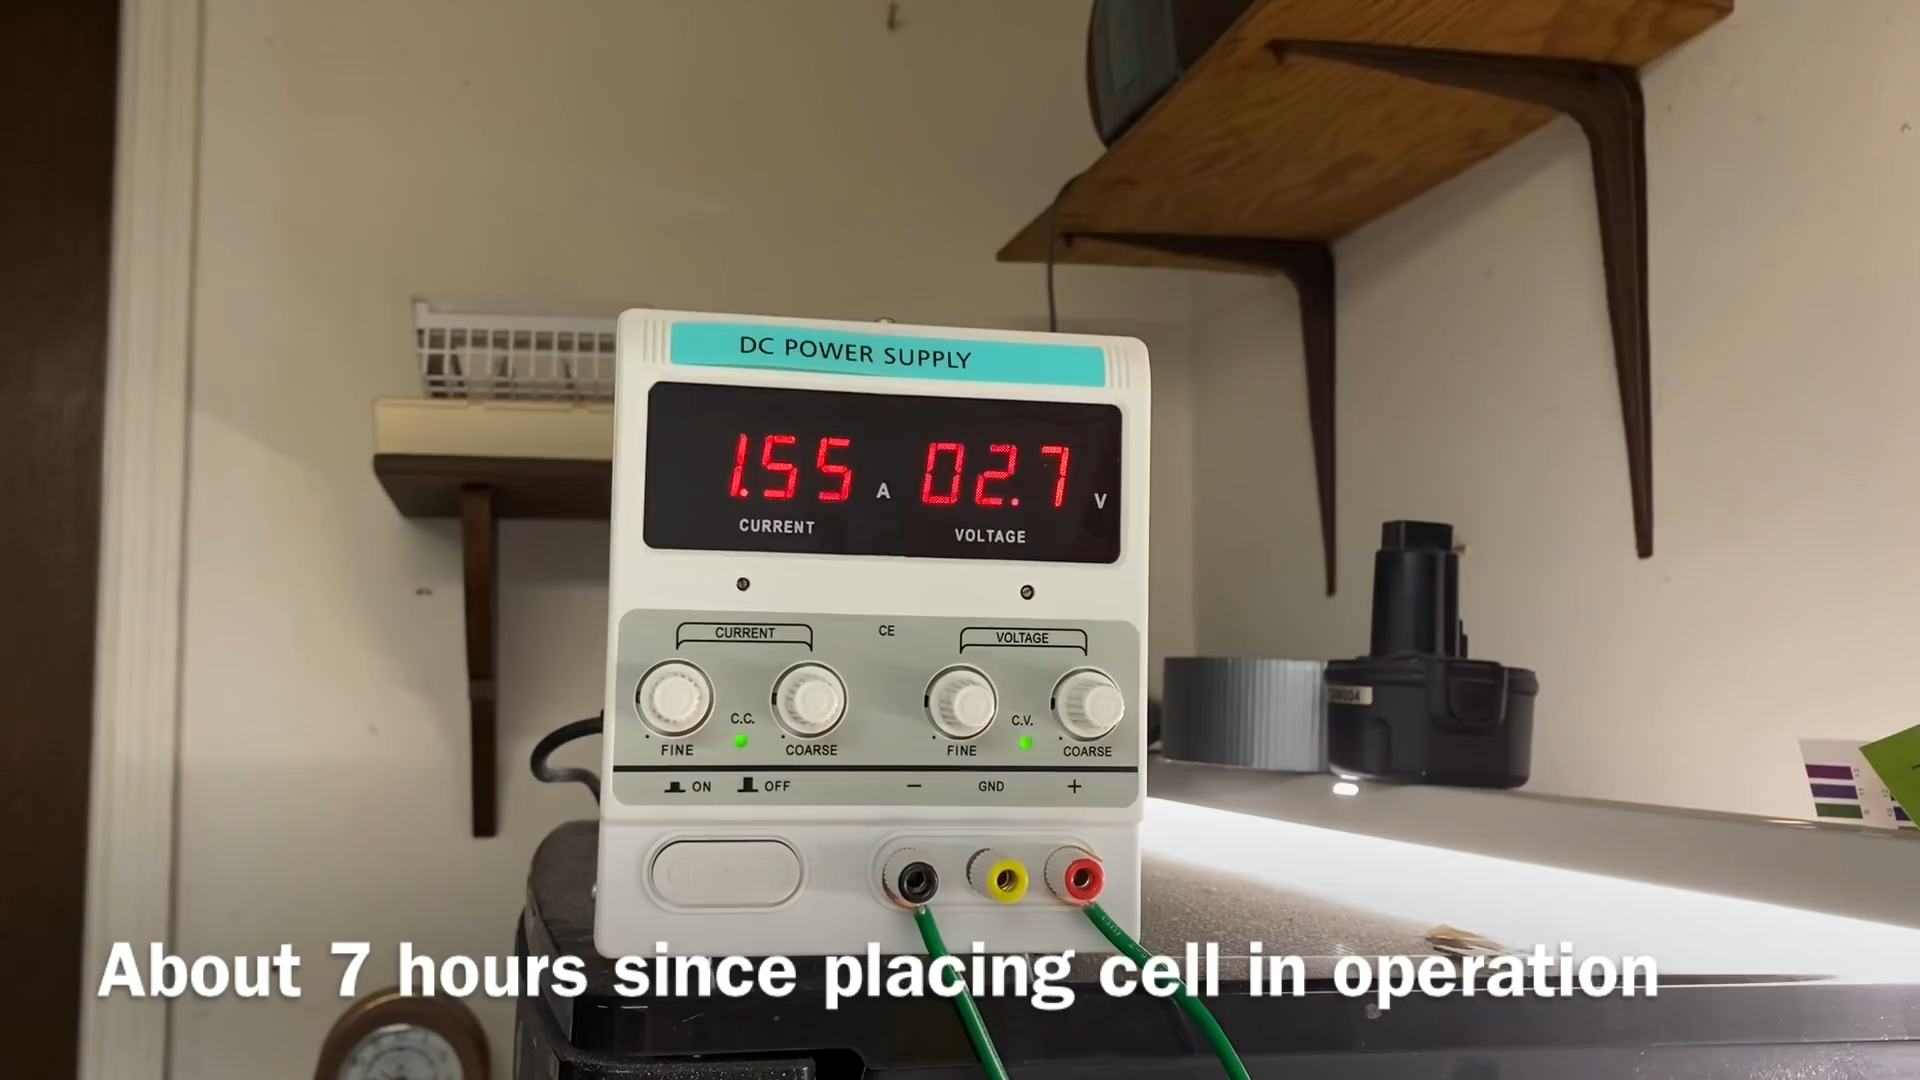 DC POWER SUPPLY
1.55 A 02.7 V
CURRENT VOLTAGE
CURRENT CE VOLTAGE
C.C. C.V.
FINE COARSE FINE COARSE
ON OFF − GND +
About 7 hours since placing cell in operation